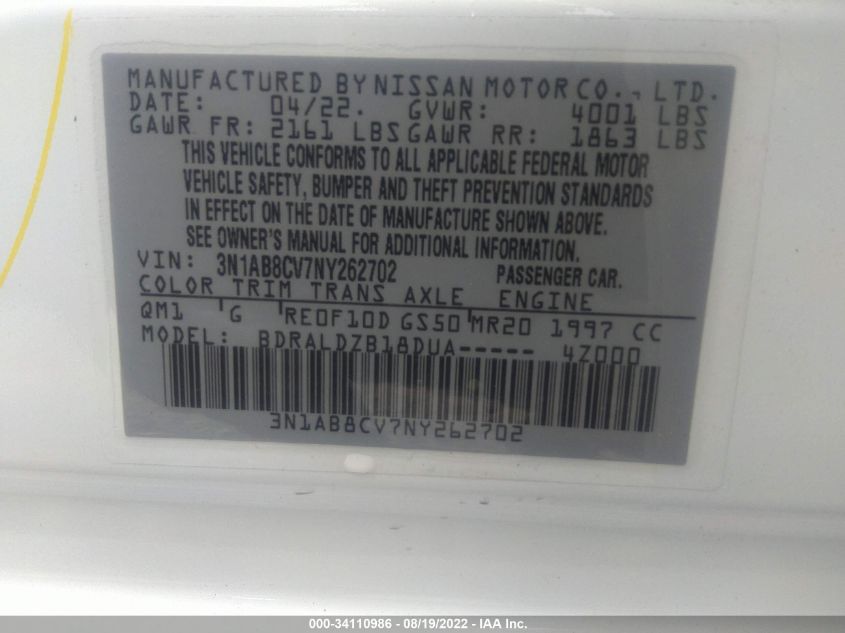 MANUFACTURED BY NISSAN MOTOR CO., LTD.
DATE: 04/22. GVWR: 4001 LBS
GAWR FR: 2161 LBS GAWR RR: 1863 LBS
THIS VEHICLE CONFORMS TO ALL APPLICABLE FEDERAL MOTOR
VEHICLE SAFETY, BUMPER AND THEFT PREVENTION STANDARDS
IN EFFECT ON THE DATE OF MANUFACTURE SHOWN ABOVE.
SEE OWNER'S MANUAL FOR ADDITIONAL INFORMATION.
VIN: 3N1AB8CV7NY262702 PASSENGER CAR.
COLOR TRIM TRANS AXLE ENGINE
QM1 G RE0F10D GS50 MR20 1997 CC
MODEL: BDRALDZB18DUA----- 4Z000
3N1AB8CV7NY262702
000-34110986 - 08/19/2022 - IAA Inc.